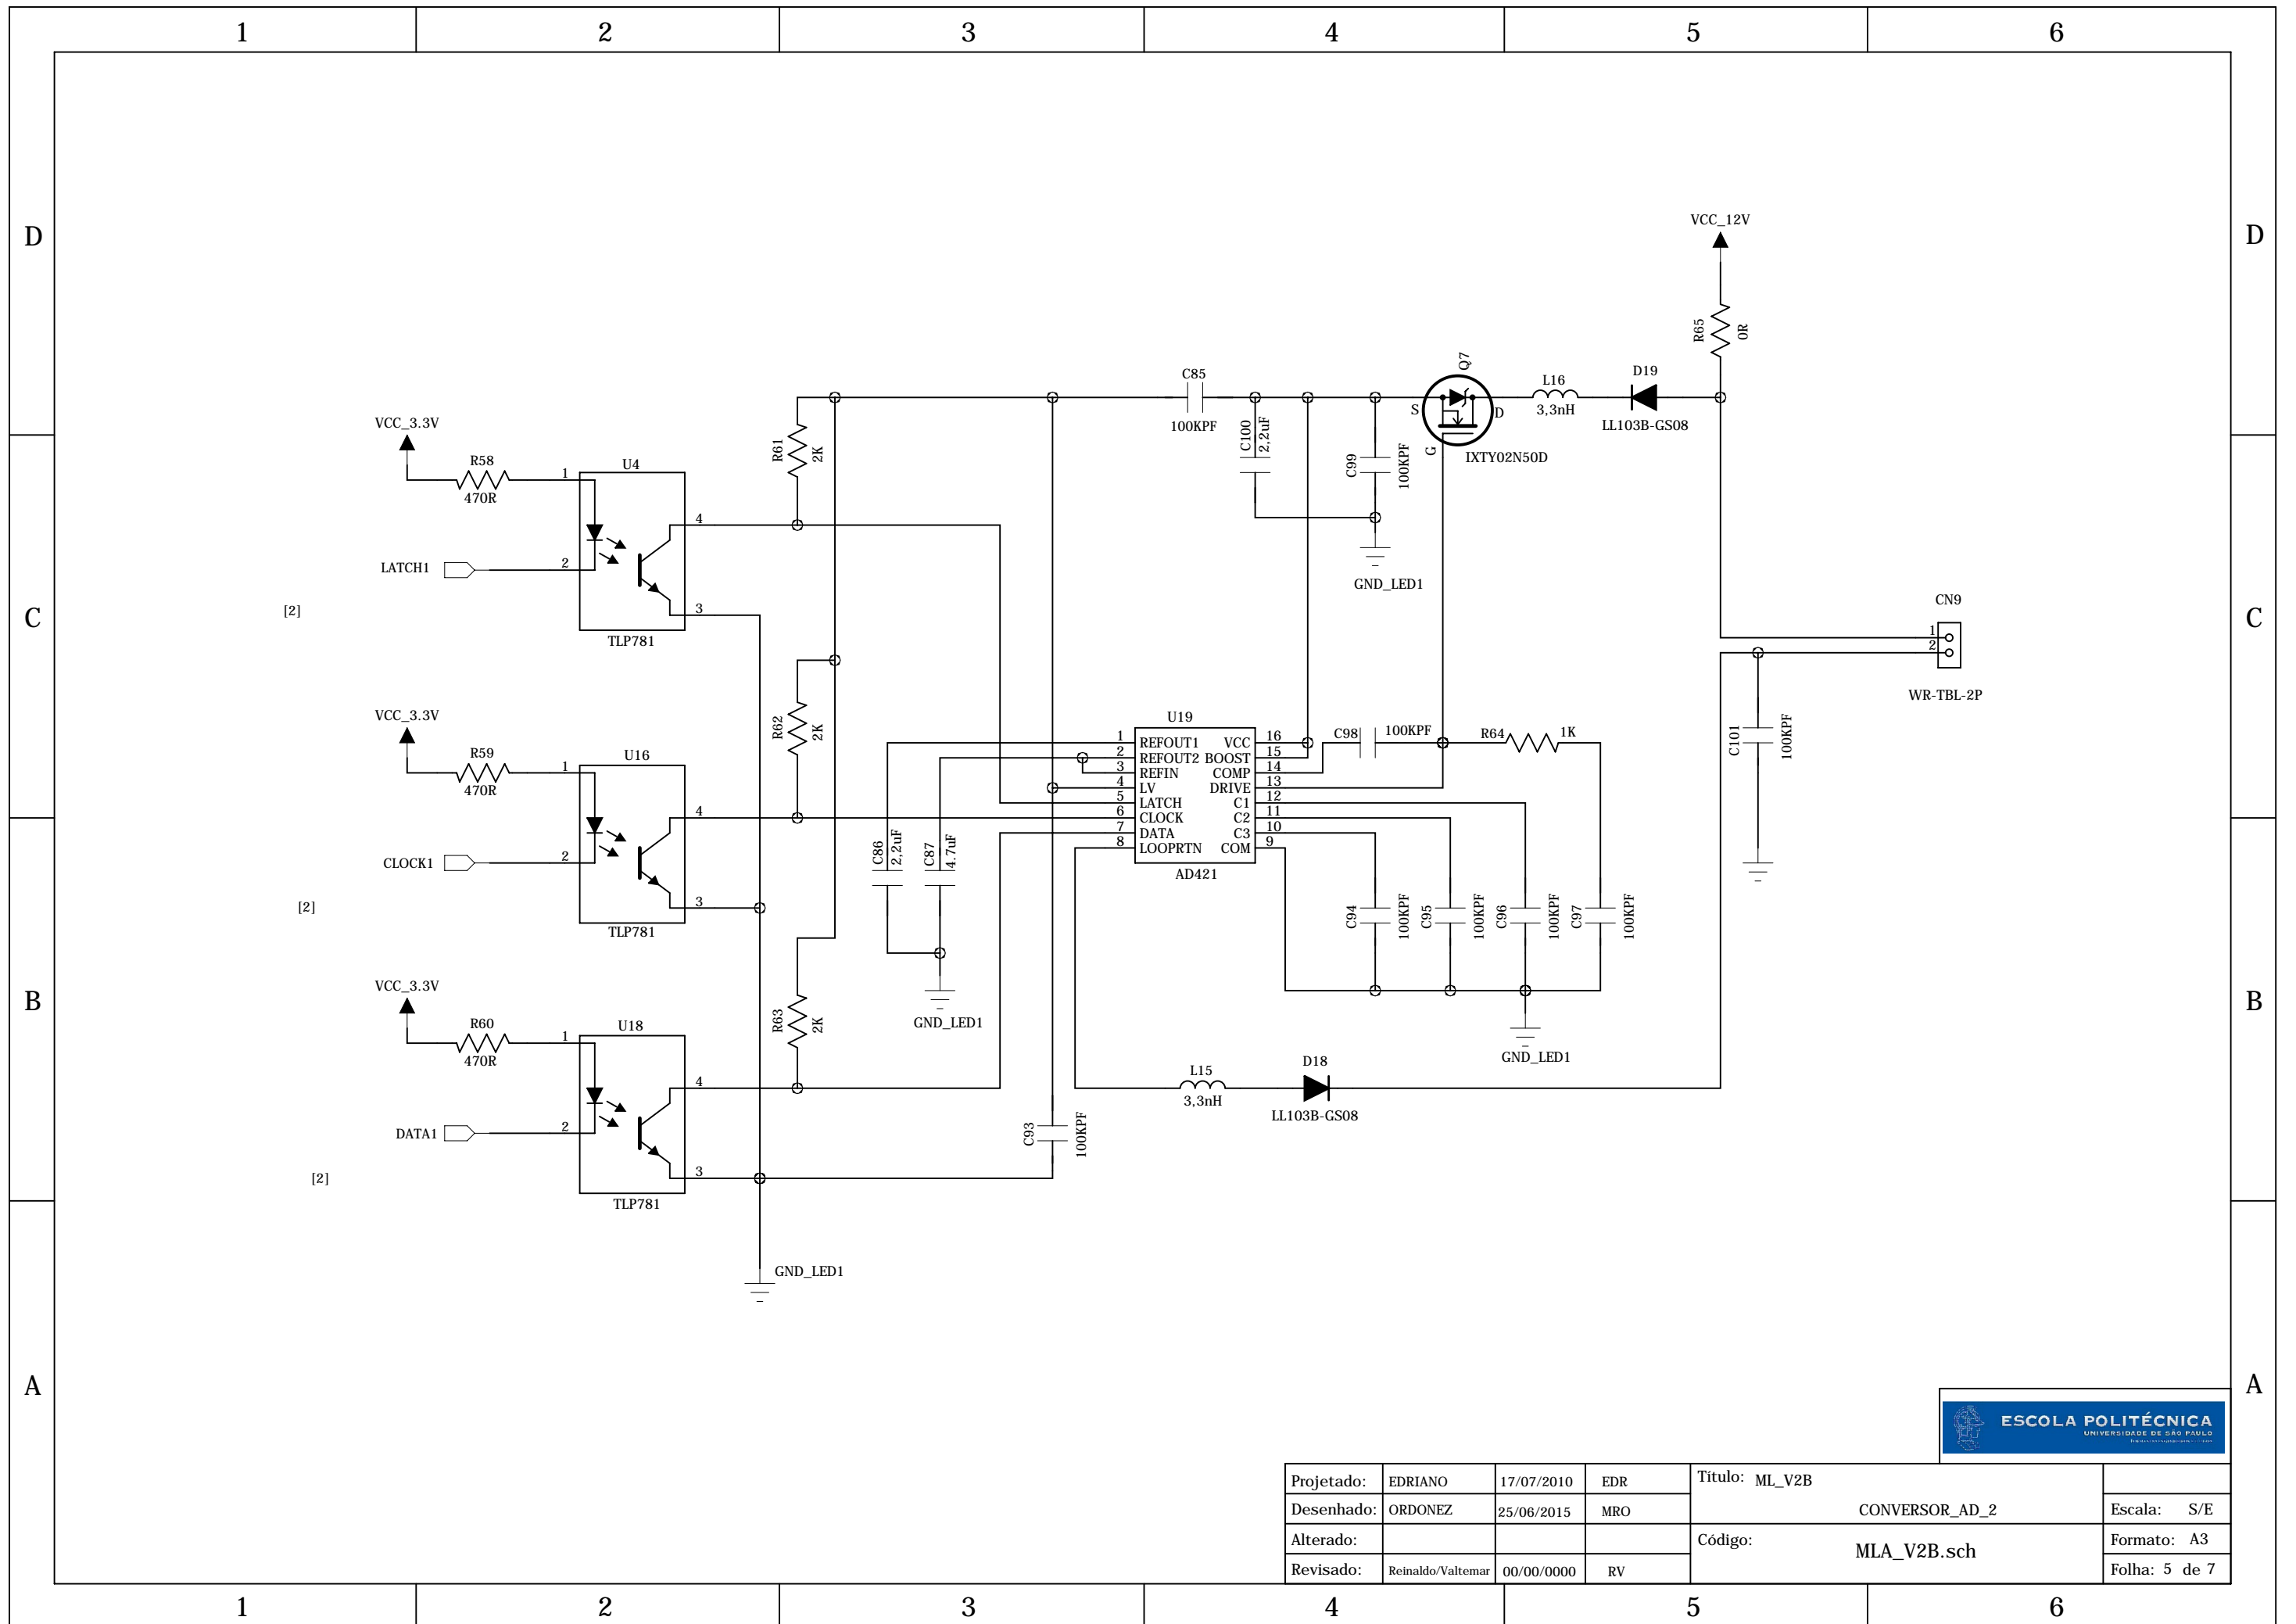 1 2 3 4 5 6
D D
VCC_12V
R65
0R
Q7
C85
100KPF
L16
3,3nH
D19
LL103B-GS08
S
D
G
IXTY02N50D
C100
2,2uF
C99
100KPF
GND_LED1
VCC_3.3V
R58
470R
1
U4
4
2
3
TLP781
LATCH1
R61
2K
C C
[2]
CN9
1
2
WR-TBL-2P
VCC_3.3V
R59
470R
1
U16
4
2
3
TLP781
CLOCK1
[2]
R62
2K
U19
1 REFOUT1 VCC 16
2 REFOUT2 BOOST 15
3 REFIN COMP 14
4 LV DRIVE 13
5 LATCH C1 12
6 CLOCK C2 11
7 DATA C3 10
8 LOOPRTN COM 9
AD421
C98
100KPF
R64
1K
C101
100KPF
C86
2,2uF
C87
4.7uF
GND_LED1
C94
100KPF
C95
100KPF
C96
100KPF
C97
100KPF
GND_LED1
B B
VCC_3.3V
R60
470R
1
U18
4
2
3
TLP781
DATA1
[2]
R63
2K
L15
3,3nH
D18
LL103B-GS08
C93
100KPF
GND_LED1
A A
ESCOLA POLITÉCNICA
UNIVERSIDADE DE SÃO PAULO
Projetado: EDRIANO 17/07/2010 EDR Título: ML_V2B
Desenhado: ORDONEZ 25/06/2015 MRO CONVERSOR_AD_2 Escala: S/E
Alterado: Código: MLA_V2B.sch Formato: A3
Revisado: Reinaldo/Valtemar 00/00/0000 RV Folha: 5 de 7
1 2 3 4 5 6